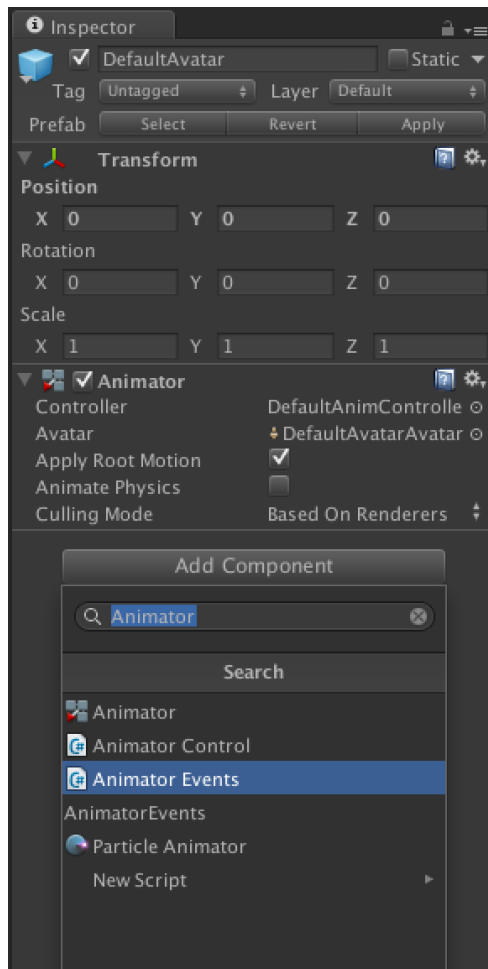 Inspector
DefaultAvatar Static
Tag Untagged Layer Default
Prefab Select Revert Apply
Transform
Position
X 0 Y 0 Z 0
Rotation
X 0 Y 0 Z 0
Scale
X 1 Y 1 Z 1
Animator
Controller DefaultAnimControlle
Avatar DefaultAvatarAvatar
Apply Root Motion
Animate Physics
Culling Mode Based On Renderers
Add Component
Animator
Search
Animator
Animator Control
Animator Events
AnimatorEvents
Particle Animator
New Script